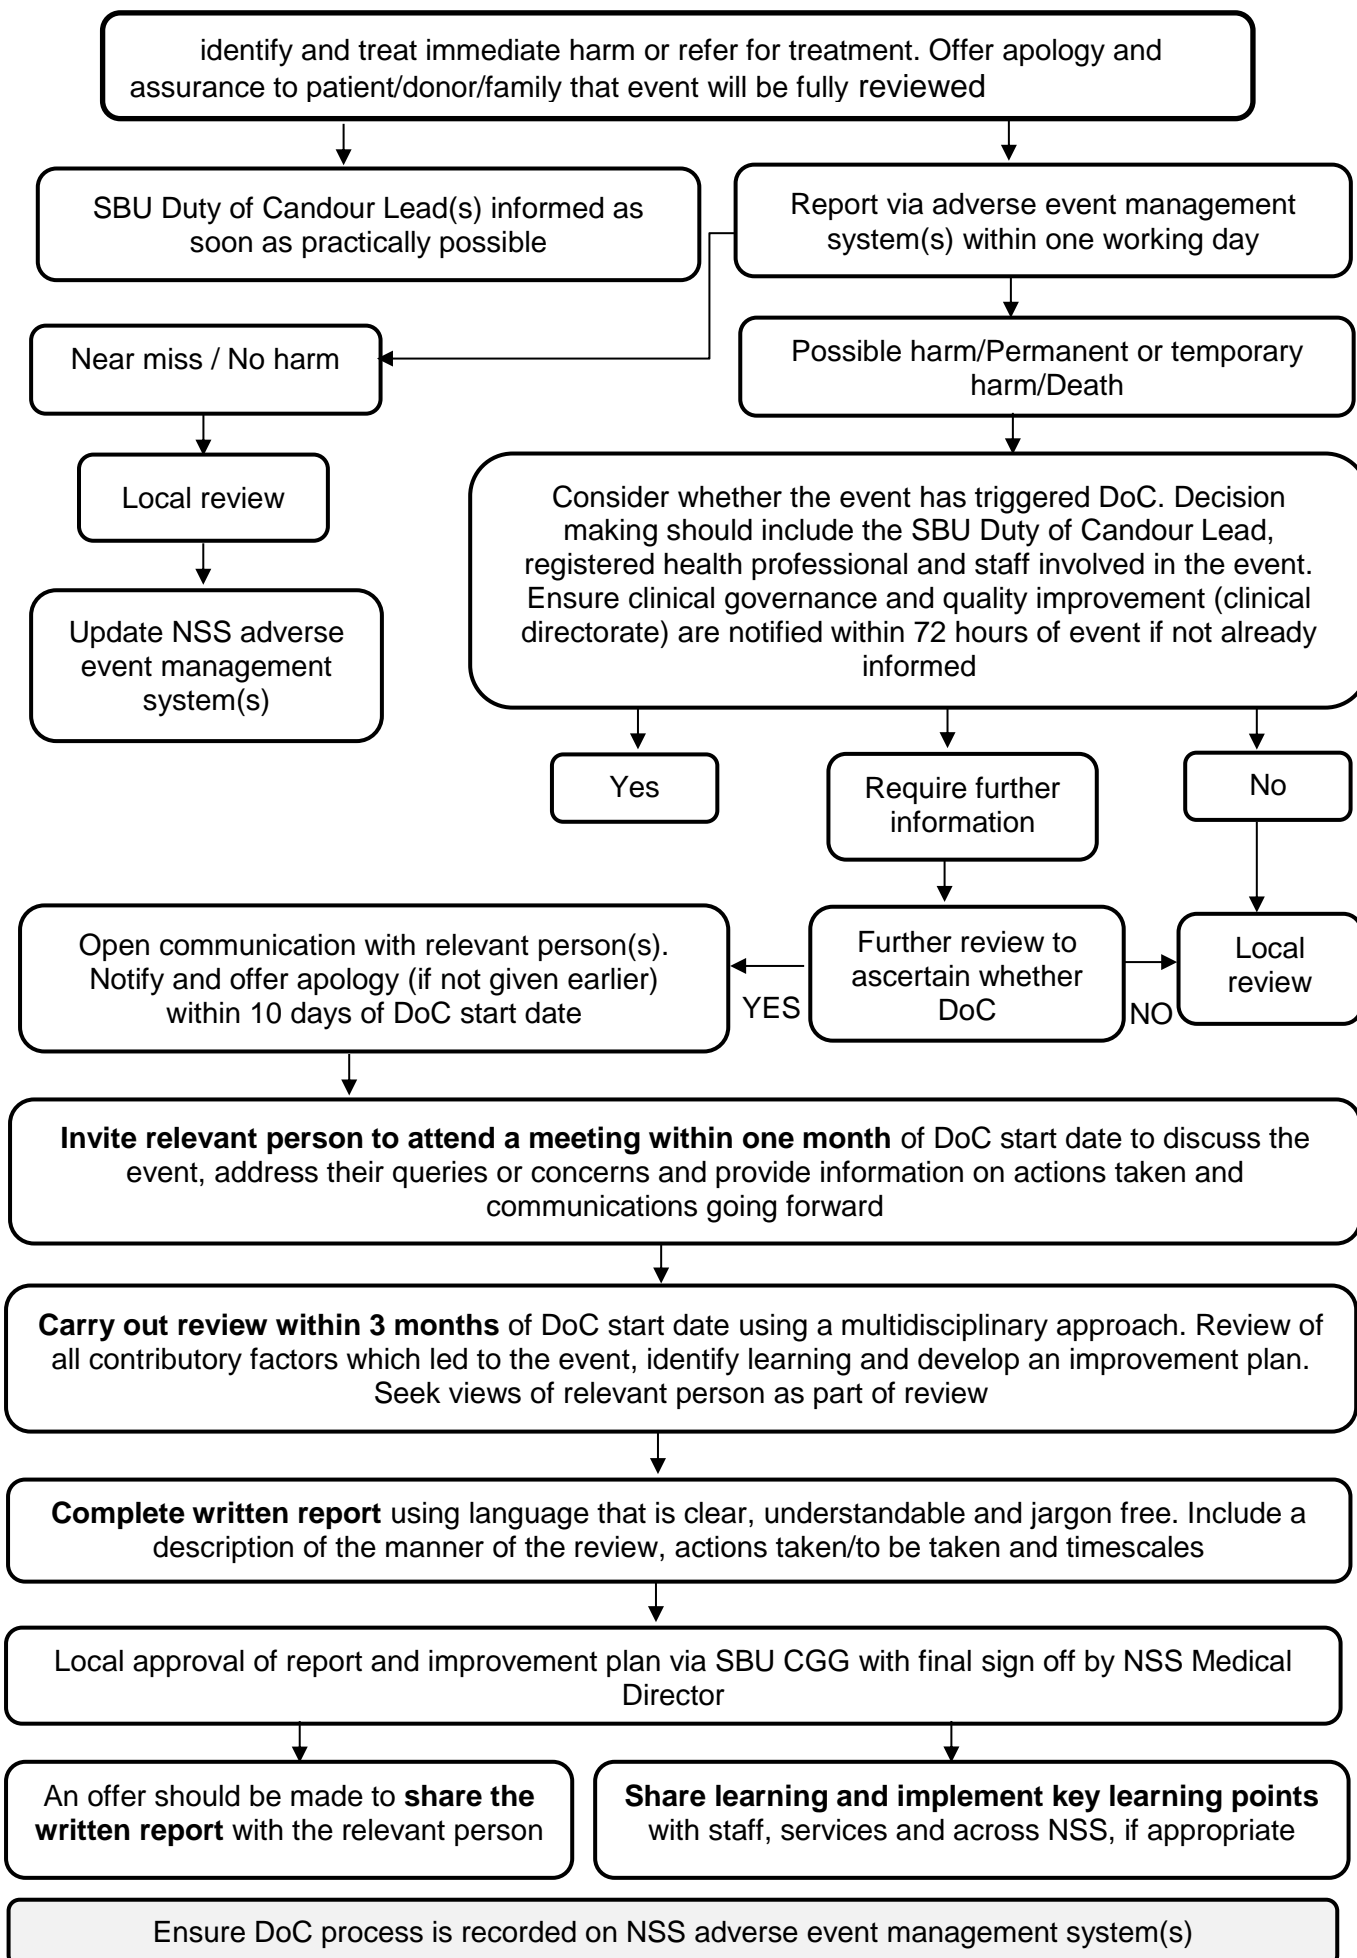 identify and treat immediate harm or refer for treatment. Offer apology and
assurance to patient/donor/family that event will be fully reviewed
SBU Duty of Candour Lead(s) informed as
soon as practically possible
Report via adverse event management
system(s) within one working day
Near miss / No harm
Possible harm/Permanent or temporary
harm/Death
Local review
Consider whether the event has triggered DoC. Decision
making should include the SBU Duty of Candour Lead,
registered health professional and staff involved in the event.
Ensure clinical governance and quality improvement (clinical
directorate) are notified within 72 hours of event if not already
informed
Update NSS adverse
event management
system(s)
Yes
Require further
information
No
Open communication with relevant person(s).
Notify and offer apology (if not given earlier)
within 10 days of DoC start date
YES
Further review to
ascertain whether
DoC
NO
Local
review
Invite relevant person to attend a meeting within one month of DoC start date to discuss the
event, address their queries or concerns and provide information on actions taken and
communications going forward
Carry out review within 3 months of DoC start date using a multidisciplinary approach. Review of
all contributory factors which led to the event, identify learning and develop an improvement plan.
Seek views of relevant person as part of review
Complete written report using language that is clear, understandable and jargon free. Include a
description of the manner of the review, actions taken/to be taken and timescales
Local approval of report and improvement plan via SBU CGG with final sign off by NSS Medical
Director
An offer should be made to share the
written report with the relevant person
Share learning and implement key learning points
with staff, services and across NSS, if appropriate
Ensure DoC process is recorded on NSS adverse event management system(s)